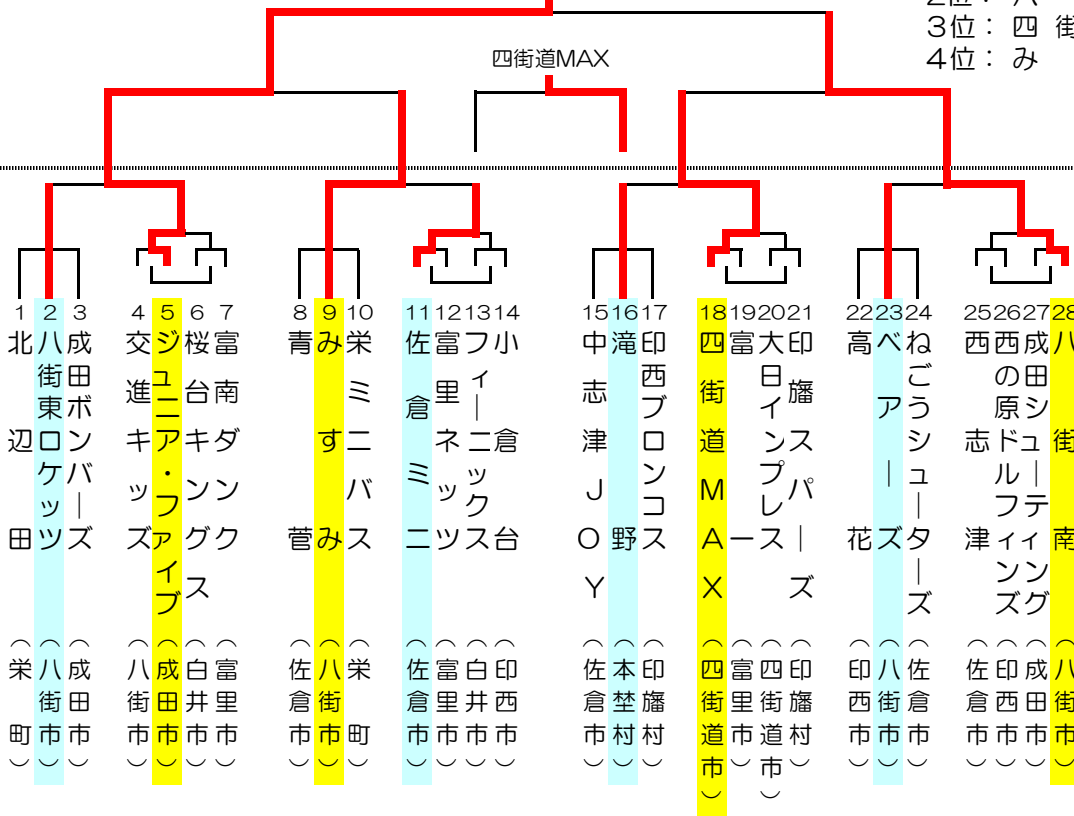 2位： 八
3位： 四 街
4位： み
四街道MAX
1 北辺田 （栄町）
2 八街東ロケッツ （八街市）
3 成田ボンバーズ （成田市）
4 交進キッズ （八街市）
5 ジュニア・ファイブ （成田市）
6 桜台キングス （白井市）
7 富南ダンク （富里市）
8 青菅 （佐倉市）
9 みすみ （八街市）
10 栄ミニバス （栄町）
11 佐倉ミニ （佐倉市）
12 富里ネッツ （富里市）
13 フィーニックス （白井市）
14 小倉台 （印西市）
15 中志津JOY （佐倉市）
16 滝野 （本埜村）
17 印西ブロンコス （印旛村）
18 四街道MAX （四街道市）
19 富一 （富里市）
20 大日インプレス （四街道市）
21 印旛スパーズ （印旛村）
22 高花 （印西市）
23 ベアーズ （八街市）
24 ねごうシューターズ （佐倉市）
25 西志津 （佐倉市）
26 西の原ドルフィンズ （印西市）
27 成田シューティング （成田市）
28 八街南 （八街市）